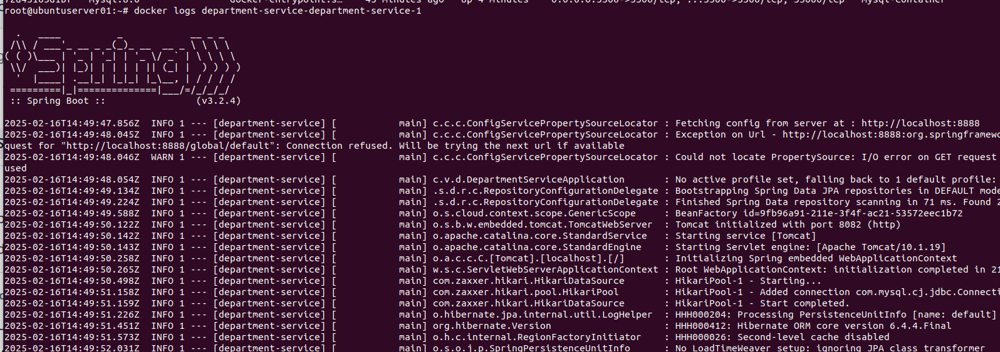 root@ubuntuserver01:~# docker logs department-service-department-service-1
  .   ____          _            __ _ _
 /\\ / ___'_ __ _ _(_)_ __  __ _ \ \ \ \
( ( )\___ | '_ | '_| | '_ \/ _` | \ \ \ \
 \\/  ___)| |_)| | | | | || (_| |  ) ) ) )
  '  |____| .__|_| |_|_| |_\__, | / / / /
 =========|_|==============|___/=/_/_/_/
 :: Spring Boot ::                (v3.2.4)
2025-02-16T14:49:47.856Z  INFO 1 --- [department-service] [           main] c.c.c.ConfigServicePropertySourceLocator : Fetching config from server at : http://localhost:8888
2025-02-16T14:49:48.045Z  INFO 1 --- [department-service] [           main] c.c.c.ConfigServicePropertySourceLocator : Exception on Url - http://localhost:8888:org.springframewo
quest for "http://localhost:8888/global/default": Connection refused. Will be trying the next url if available
2025-02-16T14:49:48.046Z  WARN 1 --- [department-service] [           main] c.c.c.ConfigServicePropertySourceLocator : Could not locate PropertySource: I/O error on GET request
used
2025-02-16T14:49:48.054Z  INFO 1 --- [department-service] [           main] c.v.d.DepartmentServiceApplication       : No active profile set, falling back to 1 default profile:
2025-02-16T14:49:49.134Z  INFO 1 --- [department-service] [           main] .s.d.r.c.RepositoryConfigurationDelegate : Bootstrapping Spring Data JPA repositories in DEFAULT mode
2025-02-16T14:49:49.224Z  INFO 1 --- [department-service] [           main] .s.d.r.c.RepositoryConfigurationDelegate : Finished Spring Data repository scanning in 71 ms. Found 2
2025-02-16T14:49:49.588Z  INFO 1 --- [department-service] [           main] o.s.cloud.context.scope.GenericScope     : BeanFactory id=9fb96a91-211e-3f4f-ac21-53572eec1b72
2025-02-16T14:49:50.122Z  INFO 1 --- [department-service] [           main] o.s.b.w.embedded.tomcat.TomcatWebServer  : Tomcat initialized with port 8082 (http)
2025-02-16T14:49:50.142Z  INFO 1 --- [department-service] [           main] o.apache.catalina.core.StandardService   : Starting service [Tomcat]
2025-02-16T14:49:50.143Z  INFO 1 --- [department-service] [           main] o.apache.catalina.core.StandardEngine    : Starting Servlet engine: [Apache Tomcat/10.1.19]
2025-02-16T14:49:50.258Z  INFO 1 --- [department-service] [           main] o.a.c.c.C.[Tomcat].[localhost].[/]       : Initializing Spring embedded WebApplicationContext
2025-02-16T14:49:50.265Z  INFO 1 --- [department-service] [           main] w.s.c.ServletWebServerApplicationContext : Root WebApplicationContext: initialization completed in 21
2025-02-16T14:49:50.498Z  INFO 1 --- [department-service] [           main] com.zaxxer.hikari.HikariDataSource       : HikariPool-1 - Starting...
2025-02-16T14:49:51.158Z  INFO 1 --- [department-service] [           main] com.zaxxer.hikari.pool.HikariPool        : HikariPool-1 - Added connection com.mysql.cj.jdbc.Connecti
2025-02-16T14:49:51.159Z  INFO 1 --- [department-service] [           main] com.zaxxer.hikari.HikariDataSource       : HikariPool-1 - Start completed.
2025-02-16T14:49:51.226Z  INFO 1 --- [department-service] [           main] o.hibernate.jpa.internal.util.LogHelper  : HHH000204: Processing PersistenceUnitInfo [name: default]
2025-02-16T14:49:51.451Z  INFO 1 --- [department-service] [           main] org.hibernate.Version                    : HHH000412: Hibernate ORM core version 6.4.4.Final
2025-02-16T14:49:51.573Z  INFO 1 --- [department-service] [           main] o.h.c.internal.RegionFactoryInitiator    : HHH000026: Second-level cache disabled
2025-02-16T14:49:52.031Z  INFO 1 --- [department-service] [           main] o.s.o.j.p.SpringPersistenceUnitInfo      : No LoadTimeWeaver setup: ignoring JPA class transformer